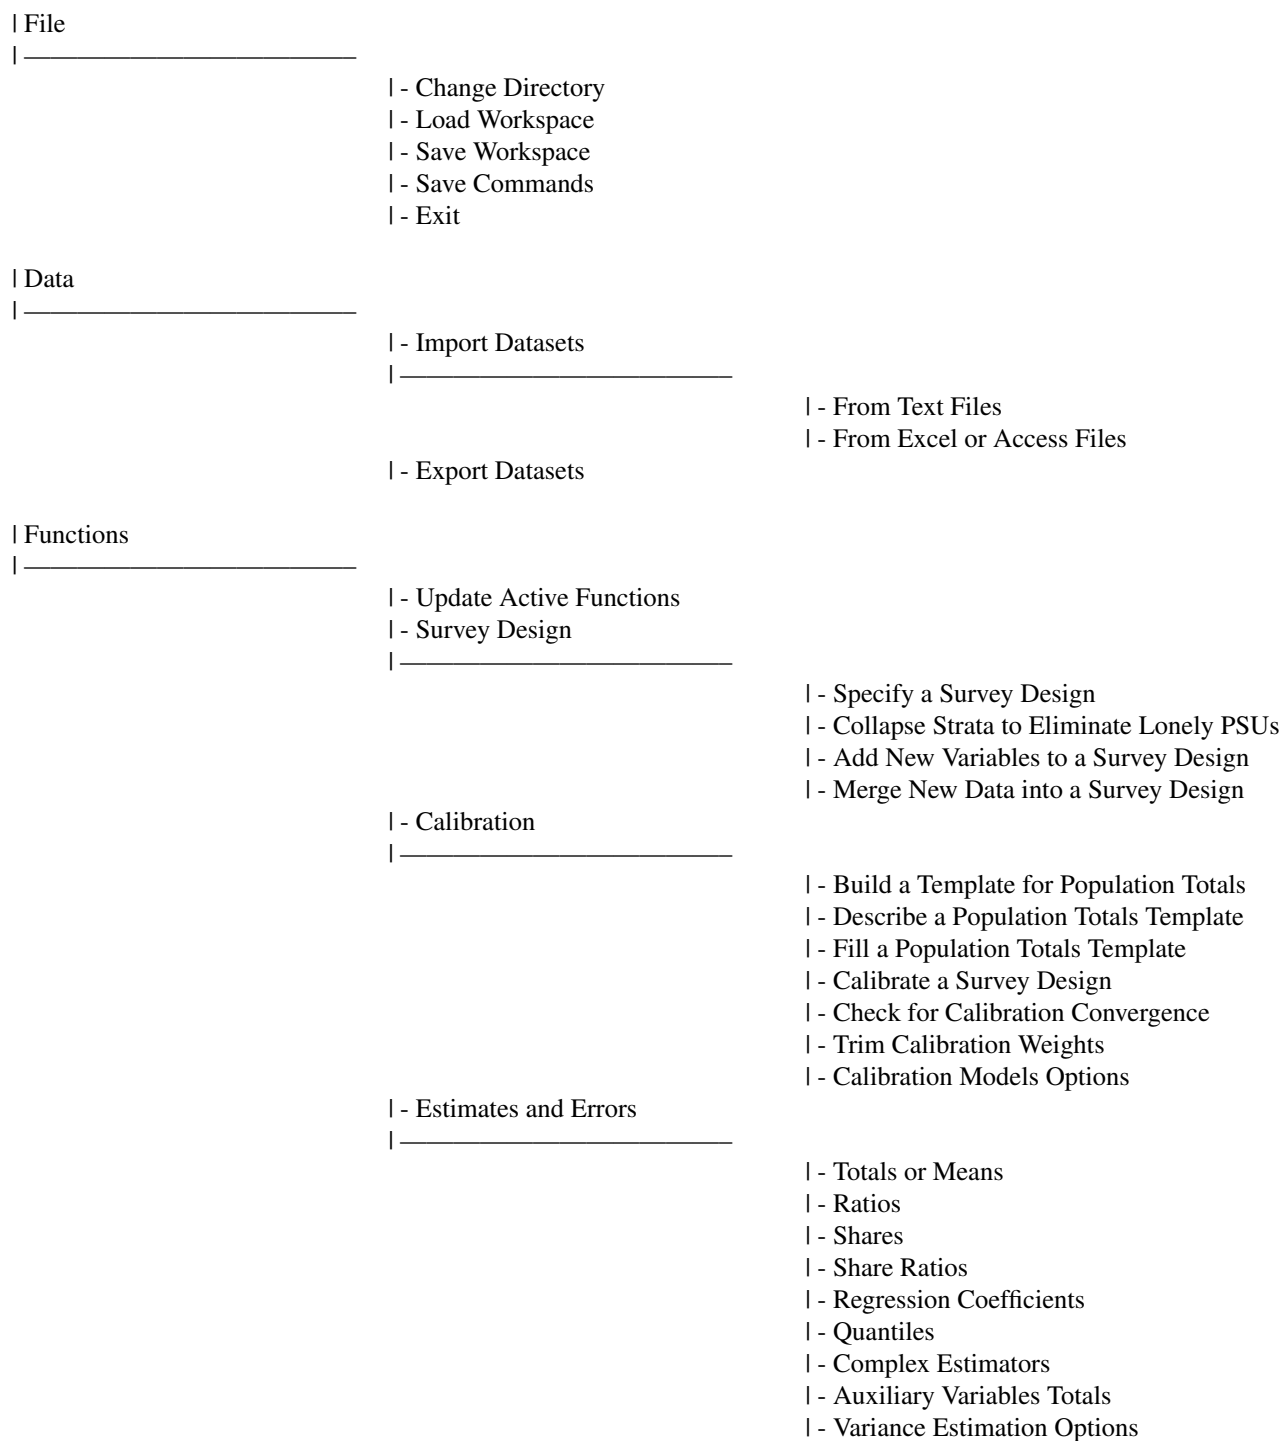 | File
| ————————————–
| - Change Directory
| - Load Workspace
| - Save Workspace
| - Save Commands
| - Exit
| Data
| ————————————–
| - Import Datasets
| ————————————–
| - From Text Files
| - From Excel or Access Files
| - Export Datasets
| Functions
| ————————————–
| - Update Active Functions
| - Survey Design
| ————————————–
| - Specify a Survey Design
| - Collapse Strata to Eliminate Lonely PSUs
| - Add New Variables to a Survey Design
| - Merge New Data into a Survey Design
| - Calibration
| ————————————–
| - Build a Template for Population Totals
| - Describe a Population Totals Template
| - Fill a Population Totals Template
| - Calibrate a Survey Design
| - Check for Calibration Convergence
| - Trim Calibration Weights
| - Calibration Models Options
| - Estimates and Errors
| ————————————–
| - Totals or Means
| - Ratios
| - Shares
| - Share Ratios
| - Regression Coefficients
| - Quantiles
| - Complex Estimators
| - Auxiliary Variables Totals
| - Variance Estimation Options